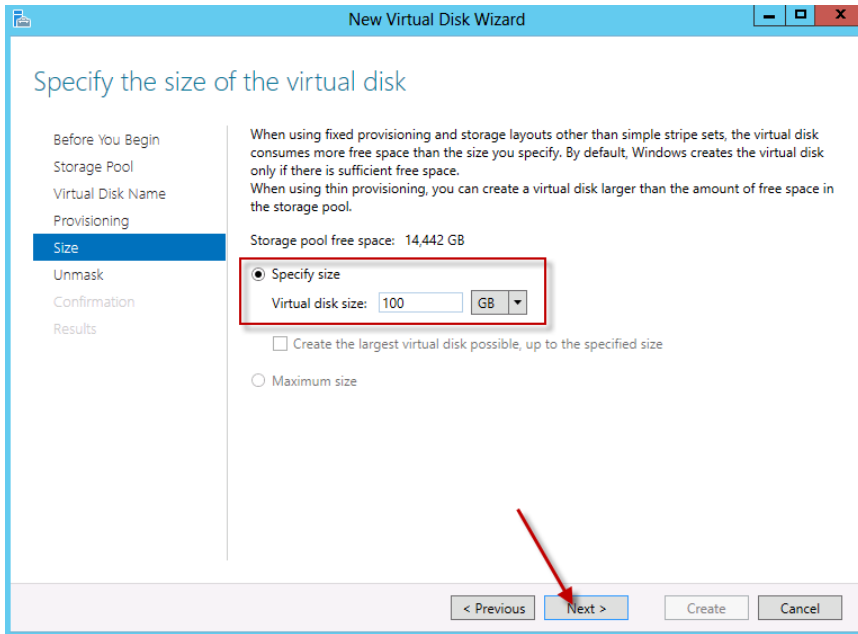 New Virtual Disk Wizard
Specify the size of the virtual disk
Before You Begin
Storage Pool
Virtual Disk Name
Provisioning
Size
Unmask
Confirmation
Results
When using fixed provisioning and storage layouts other than simple stripe sets, the virtual disk
consumes more free space than the size you specify. By default, Windows creates the virtual disk
only if there is sufficient free space.
When using thin provisioning, you can create a virtual disk larger than the amount of free space in
the storage pool.
Storage pool free space: 14,442 GB
Specify size
Virtual disk size: 100 GB
Create the largest virtual disk possible, up to the specified size
Maximum size
< Previous Next > Create Cancel